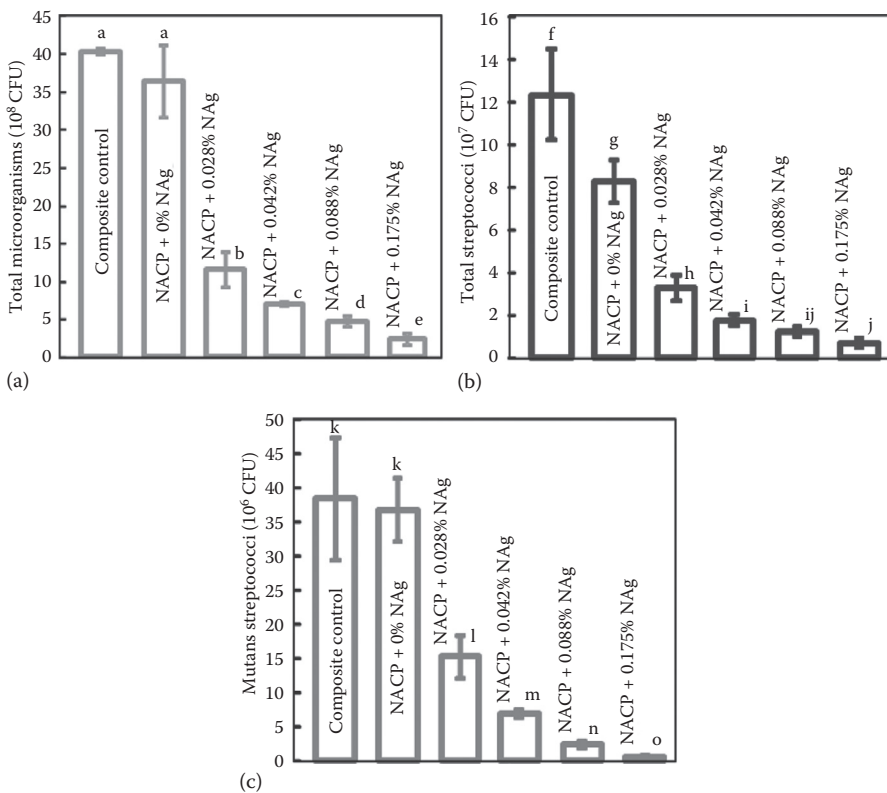 Total microorganisms (10⁸ CFU)
45
40
35
30
25
20
15
10
5
0
a
a
b
c
d
e
Composite control
NACP + 0% NAg
NACP + 0.028% NAg
NACP + 0.042% NAg
NACP + 0.088% NAg
NACP + 0.175% NAg
(a)
Total streptococci (10⁷ CFU)
16
14
12
10
8
6
4
2
0
f
g
h
i
ij
j
Composite control
NACP + 0% NAg
NACP + 0.028% NAg
NACP + 0.042% NAg
NACP + 0.088% NAg
NACP + 0.175% NAg
(b)
Mutans streptococci (10⁶ CFU)
50
45
40
35
30
25
20
15
10
5
0
k
k
l
m
n
o
Composite control
NACP + 0% NAg
NACP + 0.028% NAg
NACP + 0.042% NAg
NACP + 0.088% NAg
NACP + 0.175% NAg
(c)